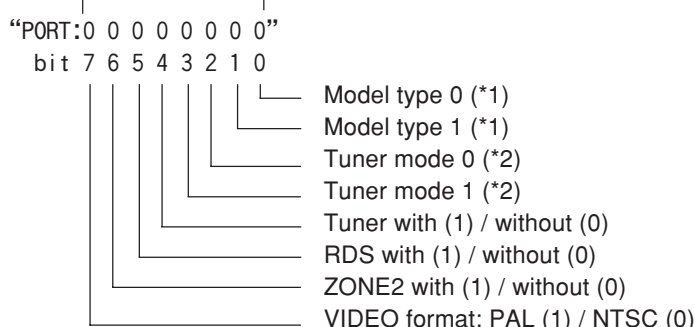 “PORT:0 0 0 0 0 0 0 0”
bit 7 6 5 4 3 2 1 0
Model type 0 (*1)
Model type 1 (*1)
Tuner mode 0 (*2)
Tuner mode 1 (*2)
Tuner with (1) / without (0)
RDS with (1) / without (0)
ZONE2 with (1) / without (0)
VIDEO format: PAL (1) / NTSC (0)